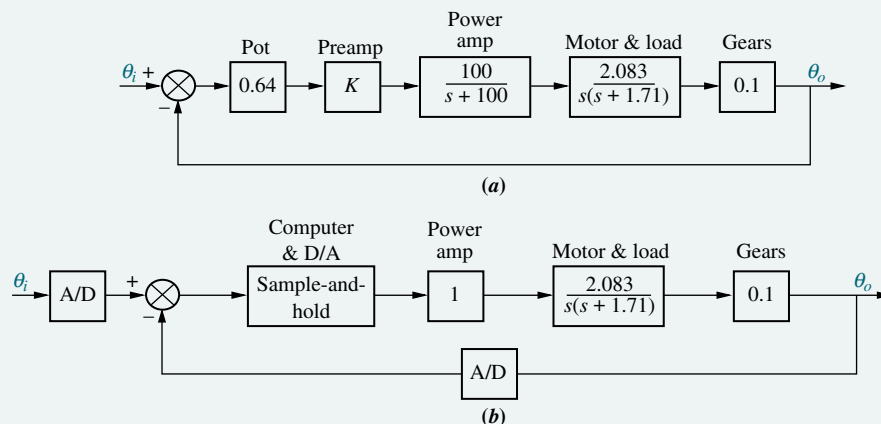 Power
amp
Pot Preamp Motor & load Gears
θi + − 0.64 K 100 / s + 100 2.083 / s(s + 1.71) 0.1 θo
(a)
Computer
& D/A
Power
amp
Motor & load Gears
θi A/D + − Sample-and-
hold 1 2.083 / s(s + 1.71) 0.1 θo
A/D
(b)